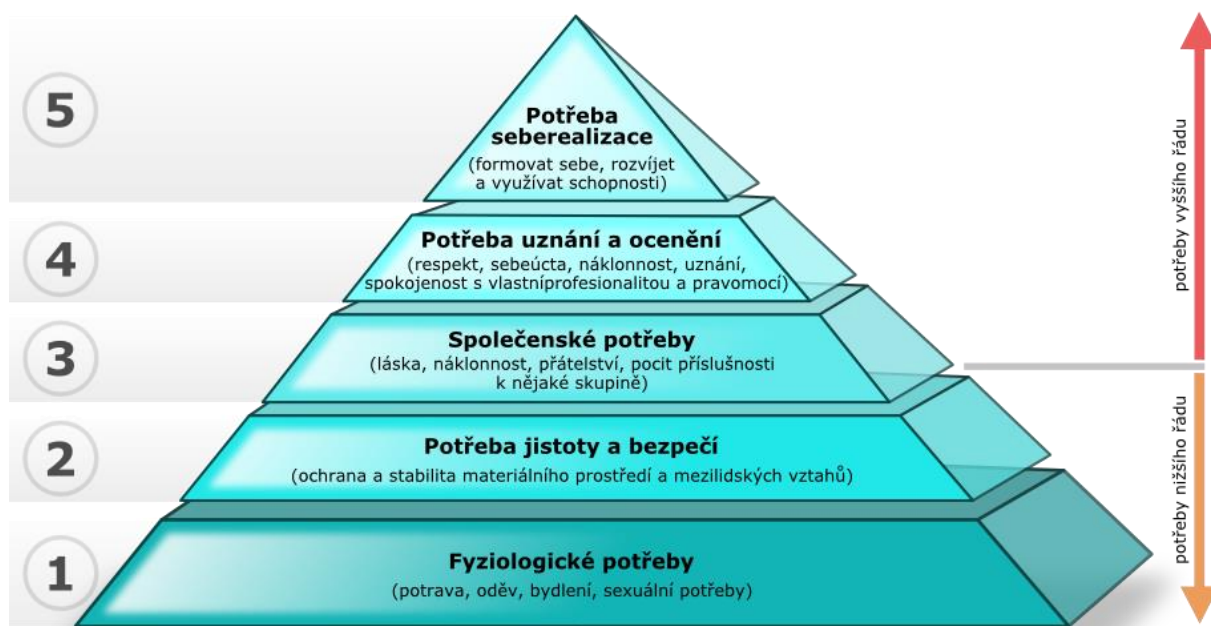 5
Potřeba
seberealizace
(formovat sebe, rozvíjet
a využívat schopnosti)
4
Potřeba uznání a ocenění
(respekt, sebeúcta, náklonnost, uznání,
spokojenost s vlastníprofesionalitou a pravomocí)
3
Společenské potřeby
(láska, náklonnost, přátelství, pocit příslušnosti
k nějaké skupině)
2
Potřeba jistoty a bezpečí
(ochrana a stabilita materiálního prostředí a mezilidských vztahů)
1
Fyziologické potřeby
(potrava, oděv, bydlení, sexuální potřeby)
potřeby vyššího řádu
potřeby nižšího řádu